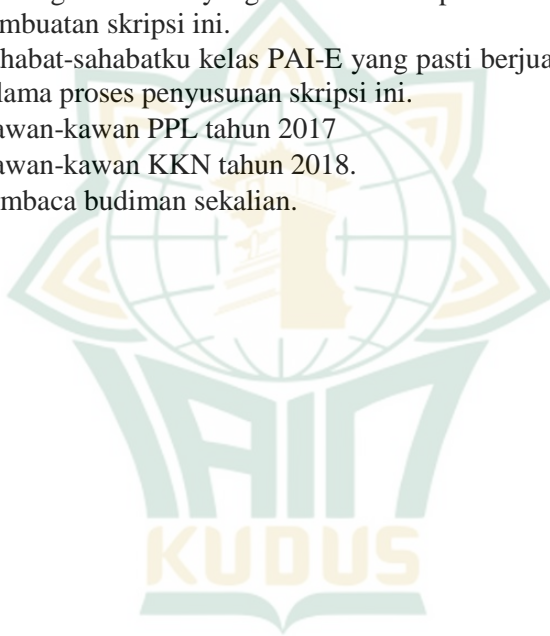 mbuatan skripsi ini.
habat-sahabatku kelas PAI-E yang pasti berjua
lama proses penyusunan skripsi ini.
awan-kawan PPL tahun 2017
awan-kawan KKN tahun 2018.
mbaca budiman sekalian.
IAIN
KUDUS